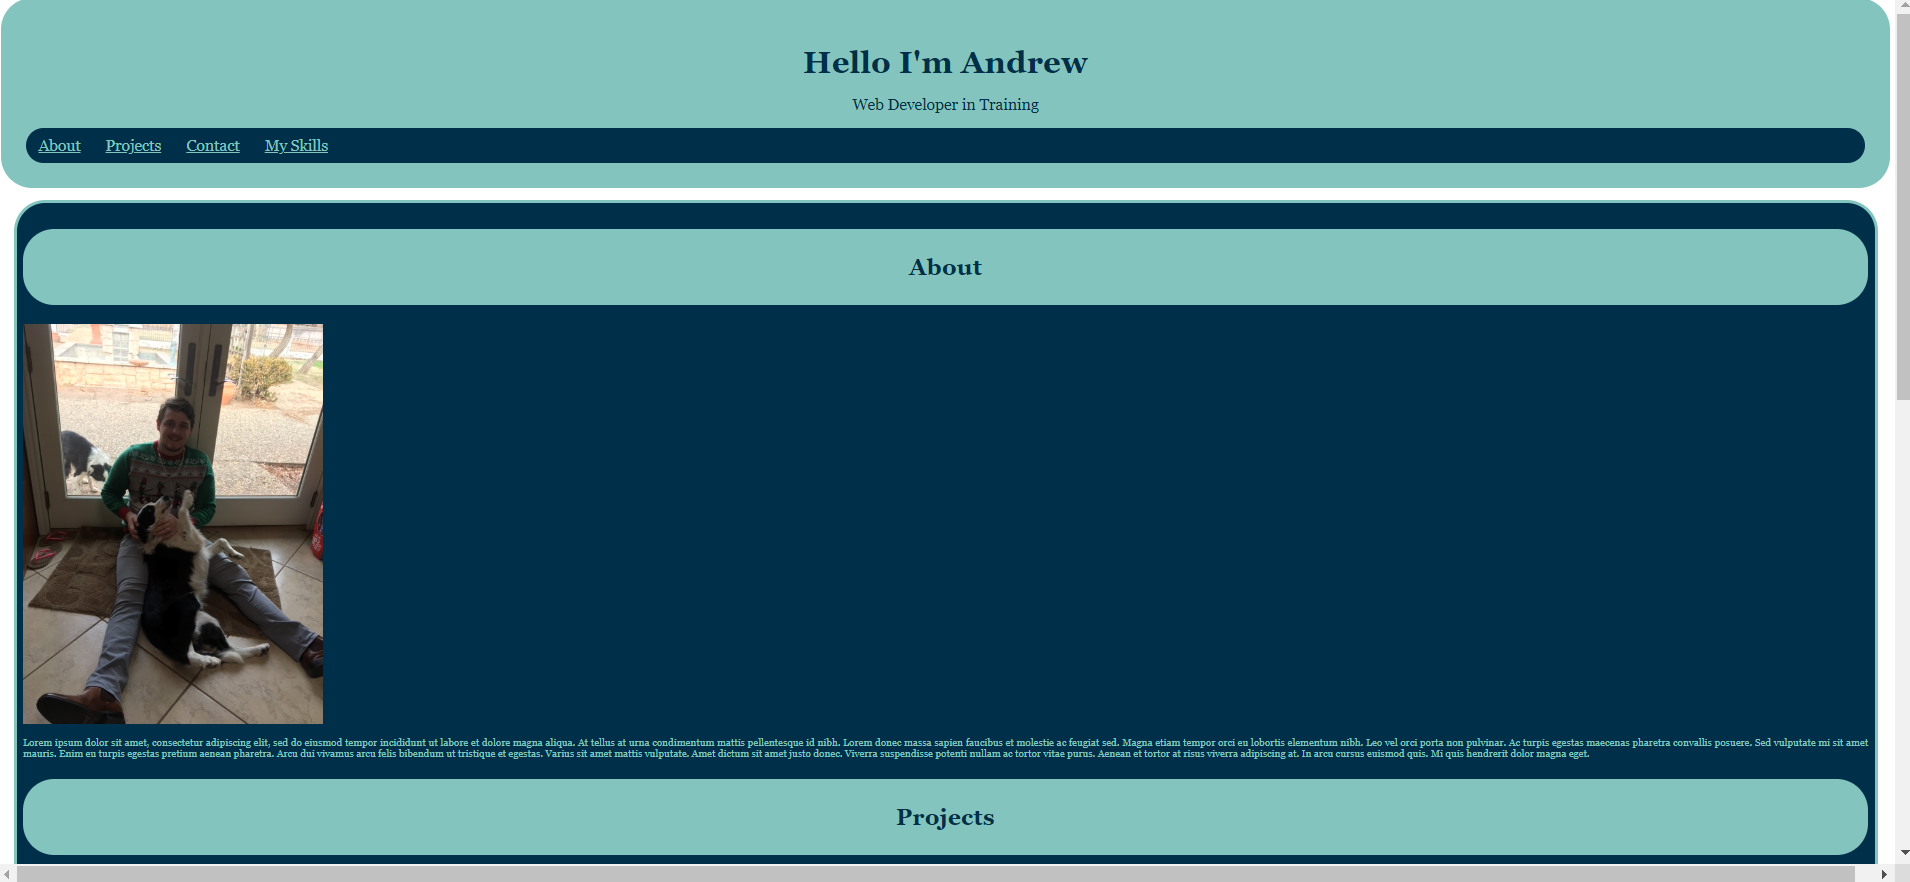 Hello I'm Andrew
Web Developer in Training
About Projects Contact My Skills
About
Lorem ipsum dolor sit amet, consectetur adipiscing elit, sed do eiusmod tempor incididunt ut labore et dolore magna aliqua. At tellus at urna condimentum mattis pellentesque id nibh. Lorem donec massa sapien faucibus et molestie ac feugiat sed. Magna etiam tempor orci eu lobortis elementum nibh. Leo vel orci porta non pulvinar. Ac turpis egestas maecenas pharetra convallis posuere. Sed vulputate mi sit amet
mauris. Enim eu turpis egestas pretium aenean pharetra. Arcu dui vivamus arcu felis bibendum ut tristique et egestas. Varius sit amet mattis vulputate. Amet dictum sit amet justo donec. Viverra suspendisse potenti nullam ac tortor vitae purus. Aenean et tortor at risus viverra adipiscing at. In arcu cursus euismod quis. Mi quis hendrerit dolor magna eget.
Projects